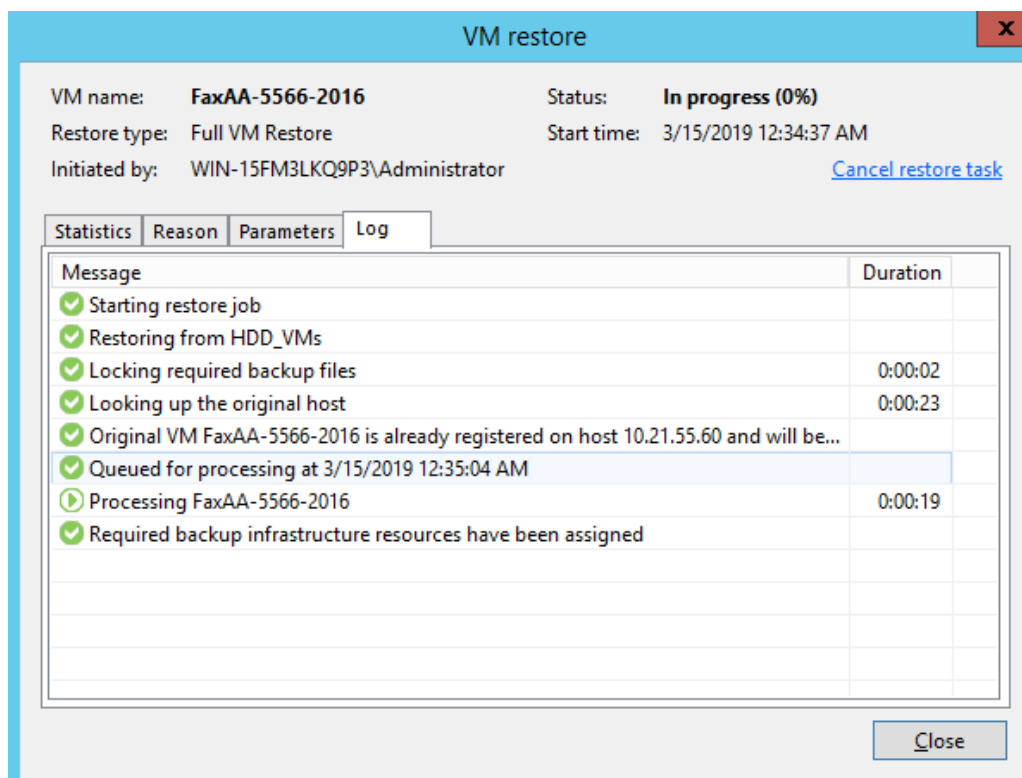 VM restore
x
VM name: FaxAA-5566-2016 Status: In progress (0%)
Restore type: Full VM Restore Start time: 3/15/2019 12:34:37 AM
Initiated by: WIN-15FM3LKQ9P3\Administrator Cancel restore task
Statistics Reason Parameters Log
Message Duration
Starting restore job
Restoring from HDD_VMs
Locking required backup files 0:00:02
Looking up the original host 0:00:23
Original VM FaxAA-5566-2016 is already registered on host 10.21.55.60 and will be...
Queued for processing at 3/15/2019 12:35:04 AM
Processing FaxAA-5566-2016 0:00:19
Required backup infrastructure resources have been assigned
Close